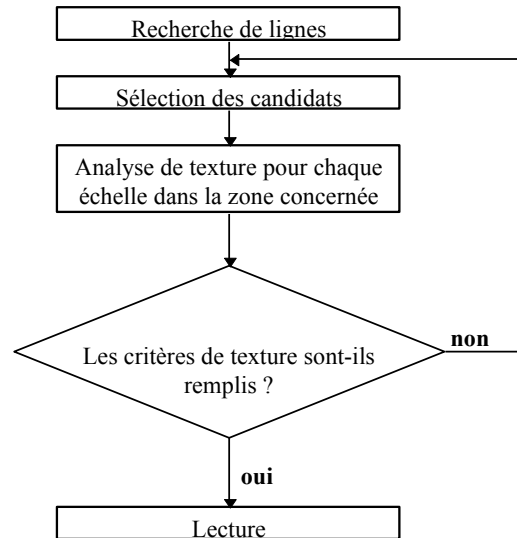 Recherche de lignes
Sélection des candidats
Analyse de texture pour chaque
échelle dans la zone concernée
Les critères de texture sont-ils
remplis ?
non
oui
Lecture